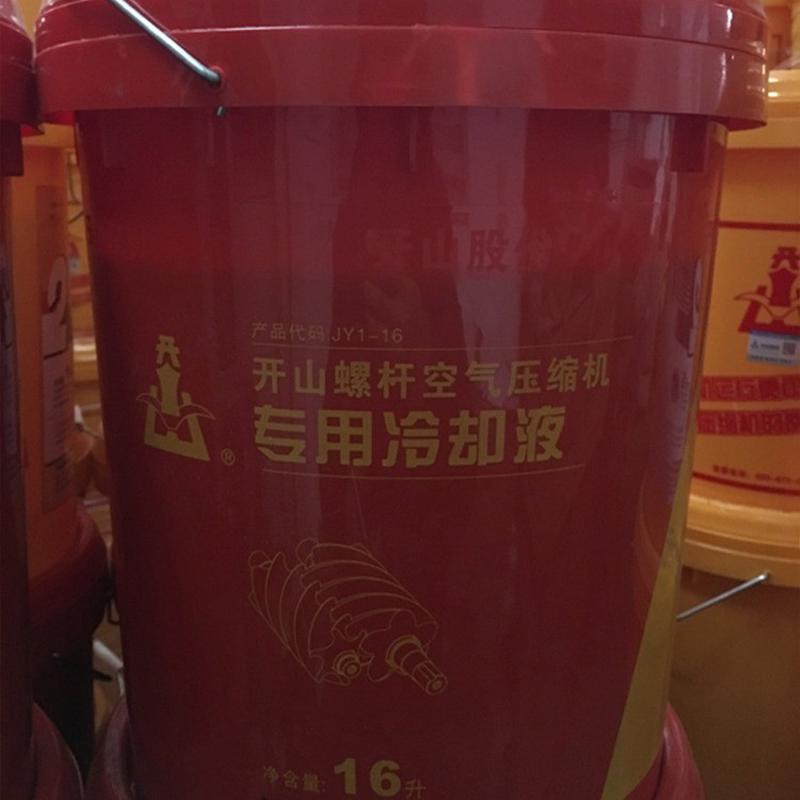 开山股份
产品代码:JY1-16
开山螺杆空气压缩机
专用冷却液
®
净含量:16升